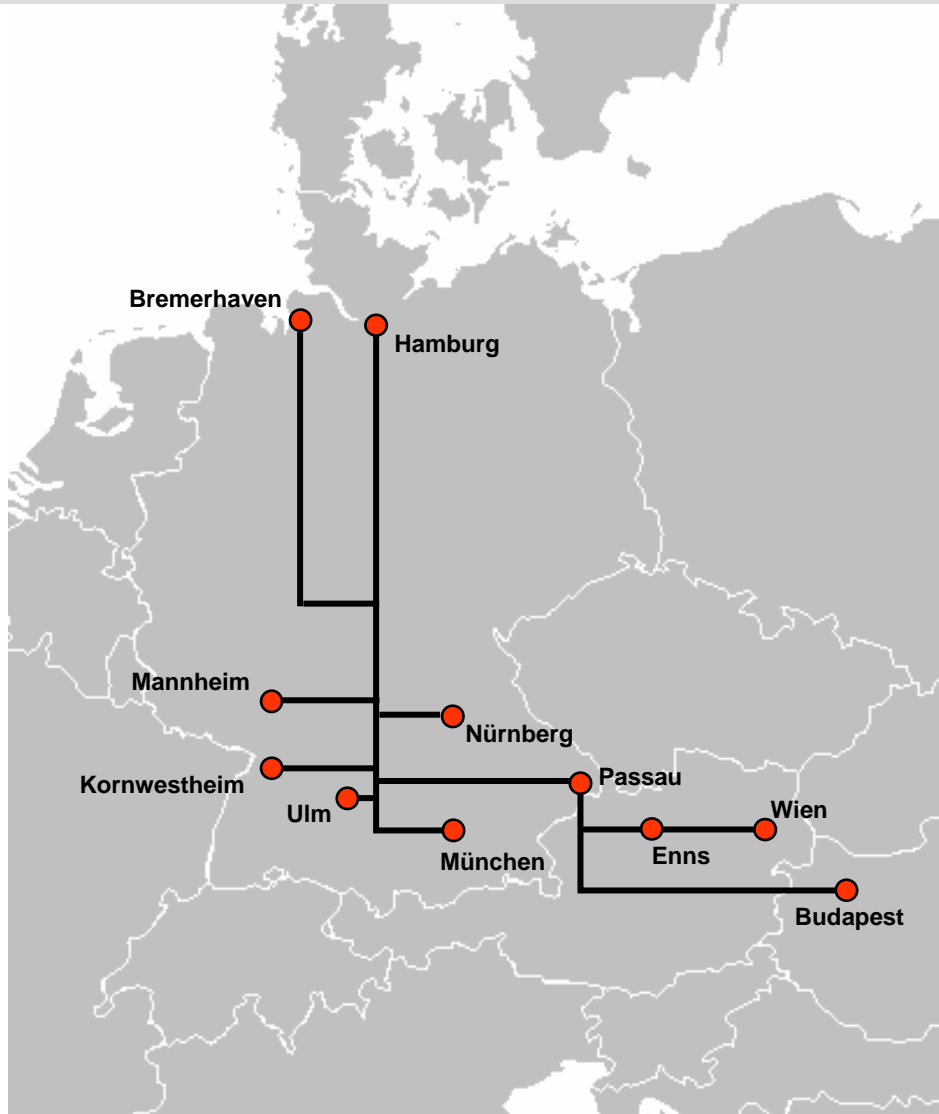 Bremerhaven
Hamburg
Mannheim
Nürnberg
Kornwestheim
Passau
Ulm
Wien
München
Enns
Budapest